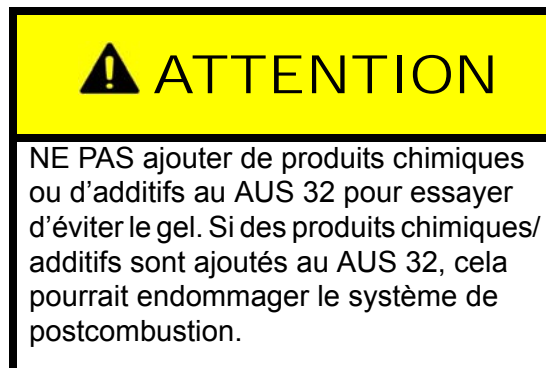 ATTENTION
NE PAS ajouter de produits chimiques
ou d'additifs au AUS 32 pour essayer
d'éviter le gel. Si des produits chimiques/
additifs sont ajoutés au AUS 32, cela
pourrait endommager le système de
postcombustion.